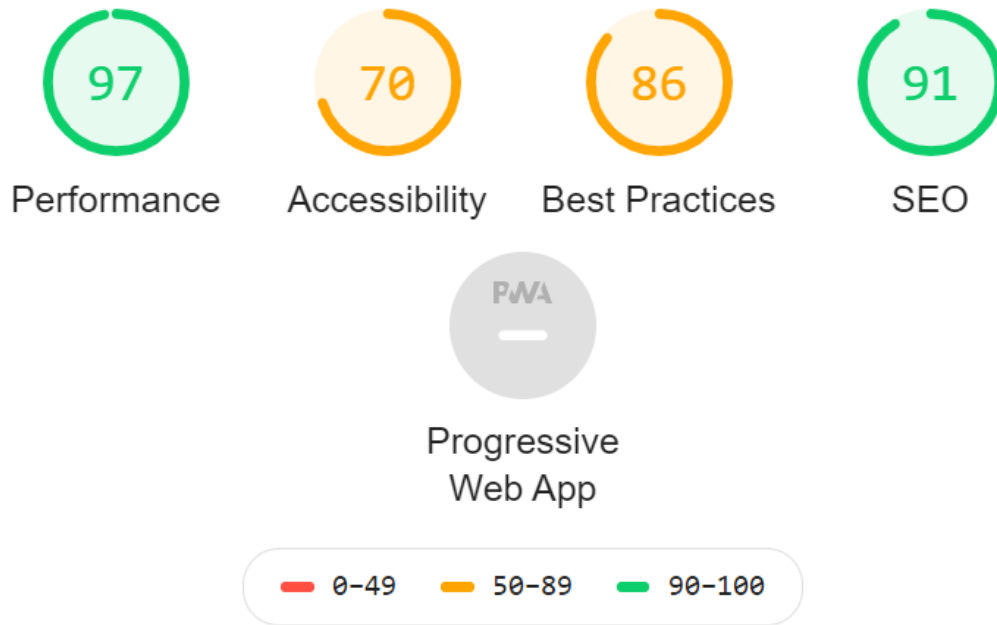 97 70 86 91
Performance Accessibility Best Practices SEO
PWA
Progressive
Web App
0–49 50–89 90–100